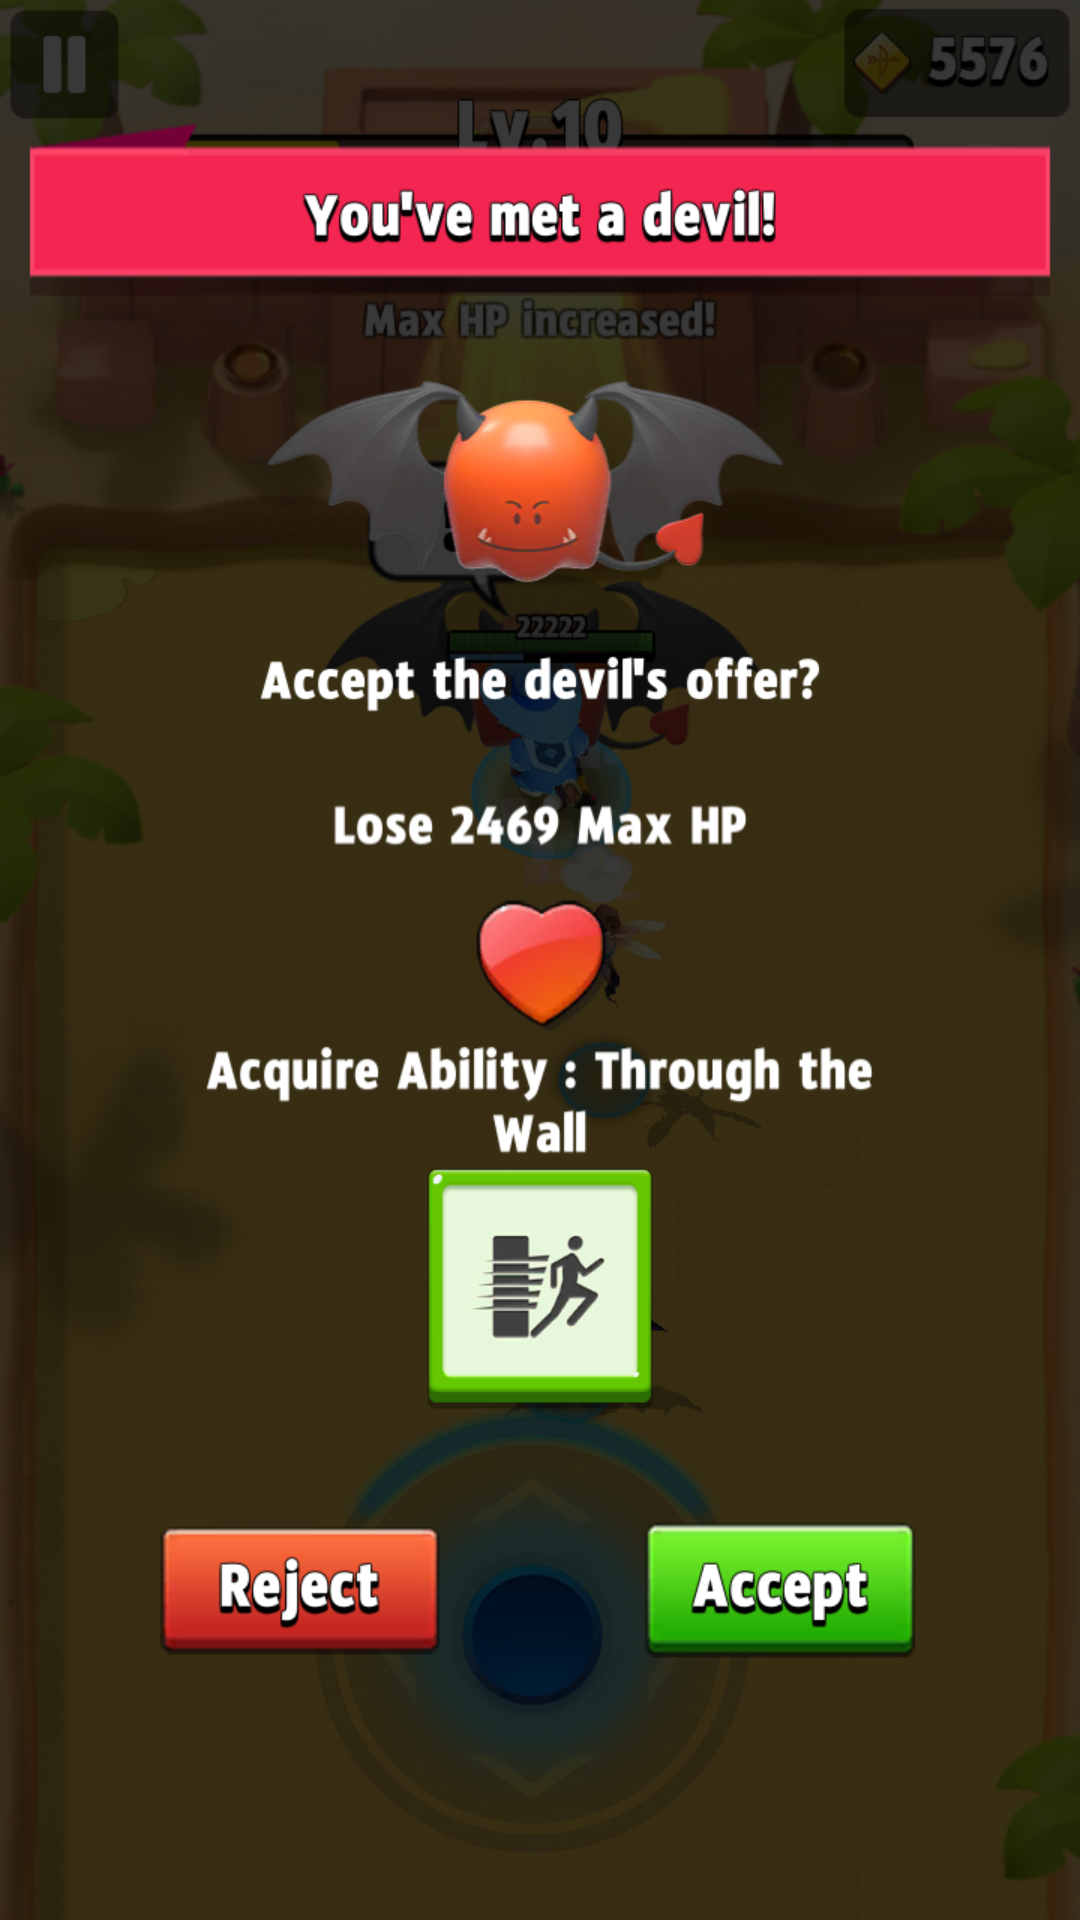 5576
Lv.10
You've met a devil!
Max HP increased!
22222
Accept the devil's offer?
Lose 2469 Max HP
Acquire Ability : Through the
Wall
Reject
Accept